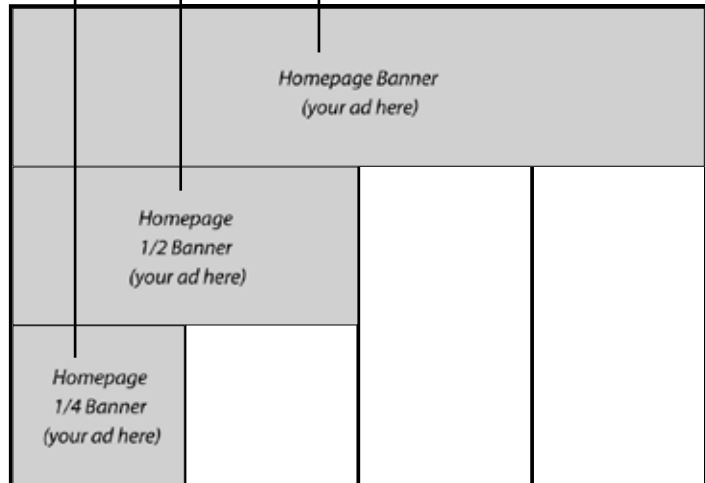 Homepage Banner
(your ad here)
Homepage
1/2 Banner
(your ad here)
Homepage
1/4 Banner
(your ad here)